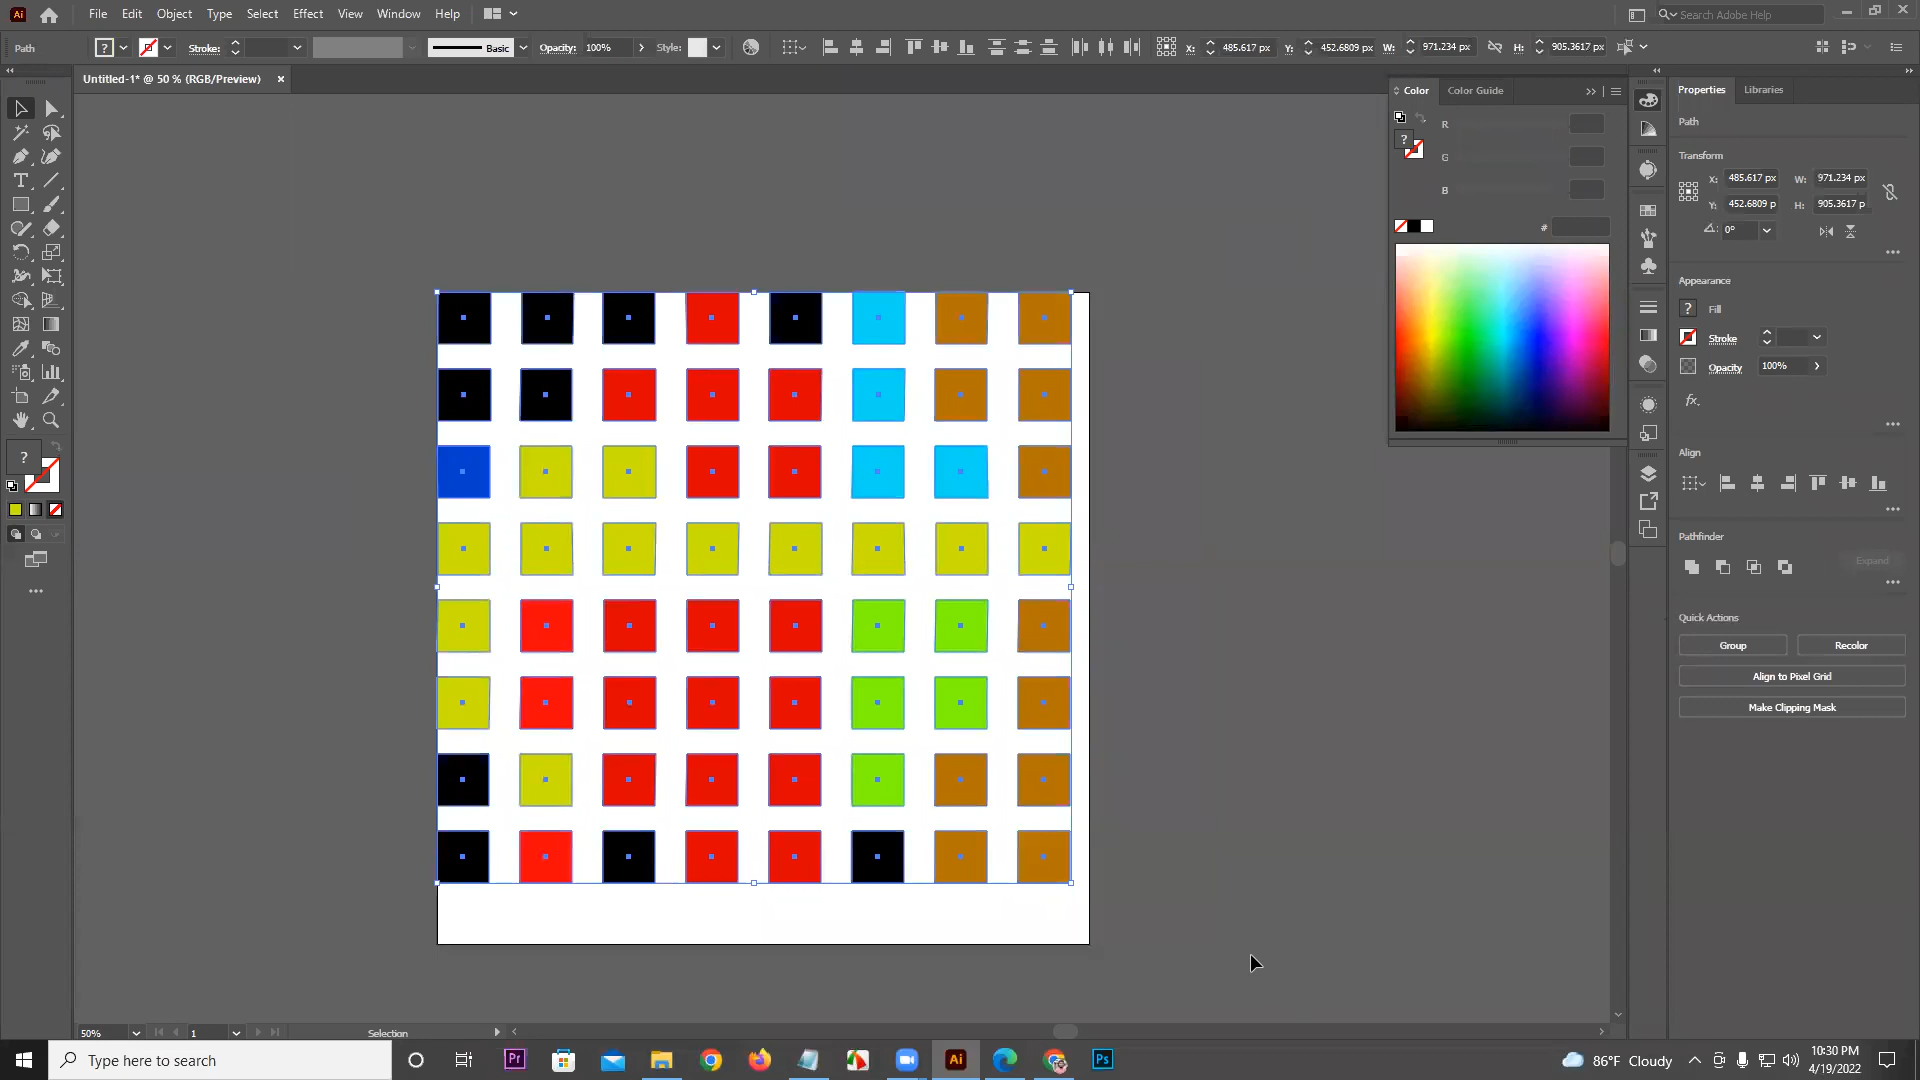 Ai File Edit Object Type Select Effect View Window Help Search Adobe Help
Path ? Stroke: Basic Opacity: 100% Style: X: 485.617 px Y: 452.6809 px W: 971.234 px H: 905.3617 px
Untitled-1* @ 50 % (RGB/Preview) ×
Color Color Guide
?
R
G
B
#
Properties Libraries
Path
Transform
X: 485.617 px W: 971.234 px
Y: 452.6809 p H: 905.3617 p
0°
Appearance
? Fill
Stroke
Opacity 100%
fx.
Align
Pathfinder
Expand
Quick Actions
Group Recolor
Align to Pixel Grid
Make Clipping Mask
T
?
50% 1 Selection
Type here to search Pr Ai Ps 86°F Cloudy 10:30 PM
4/19/2022